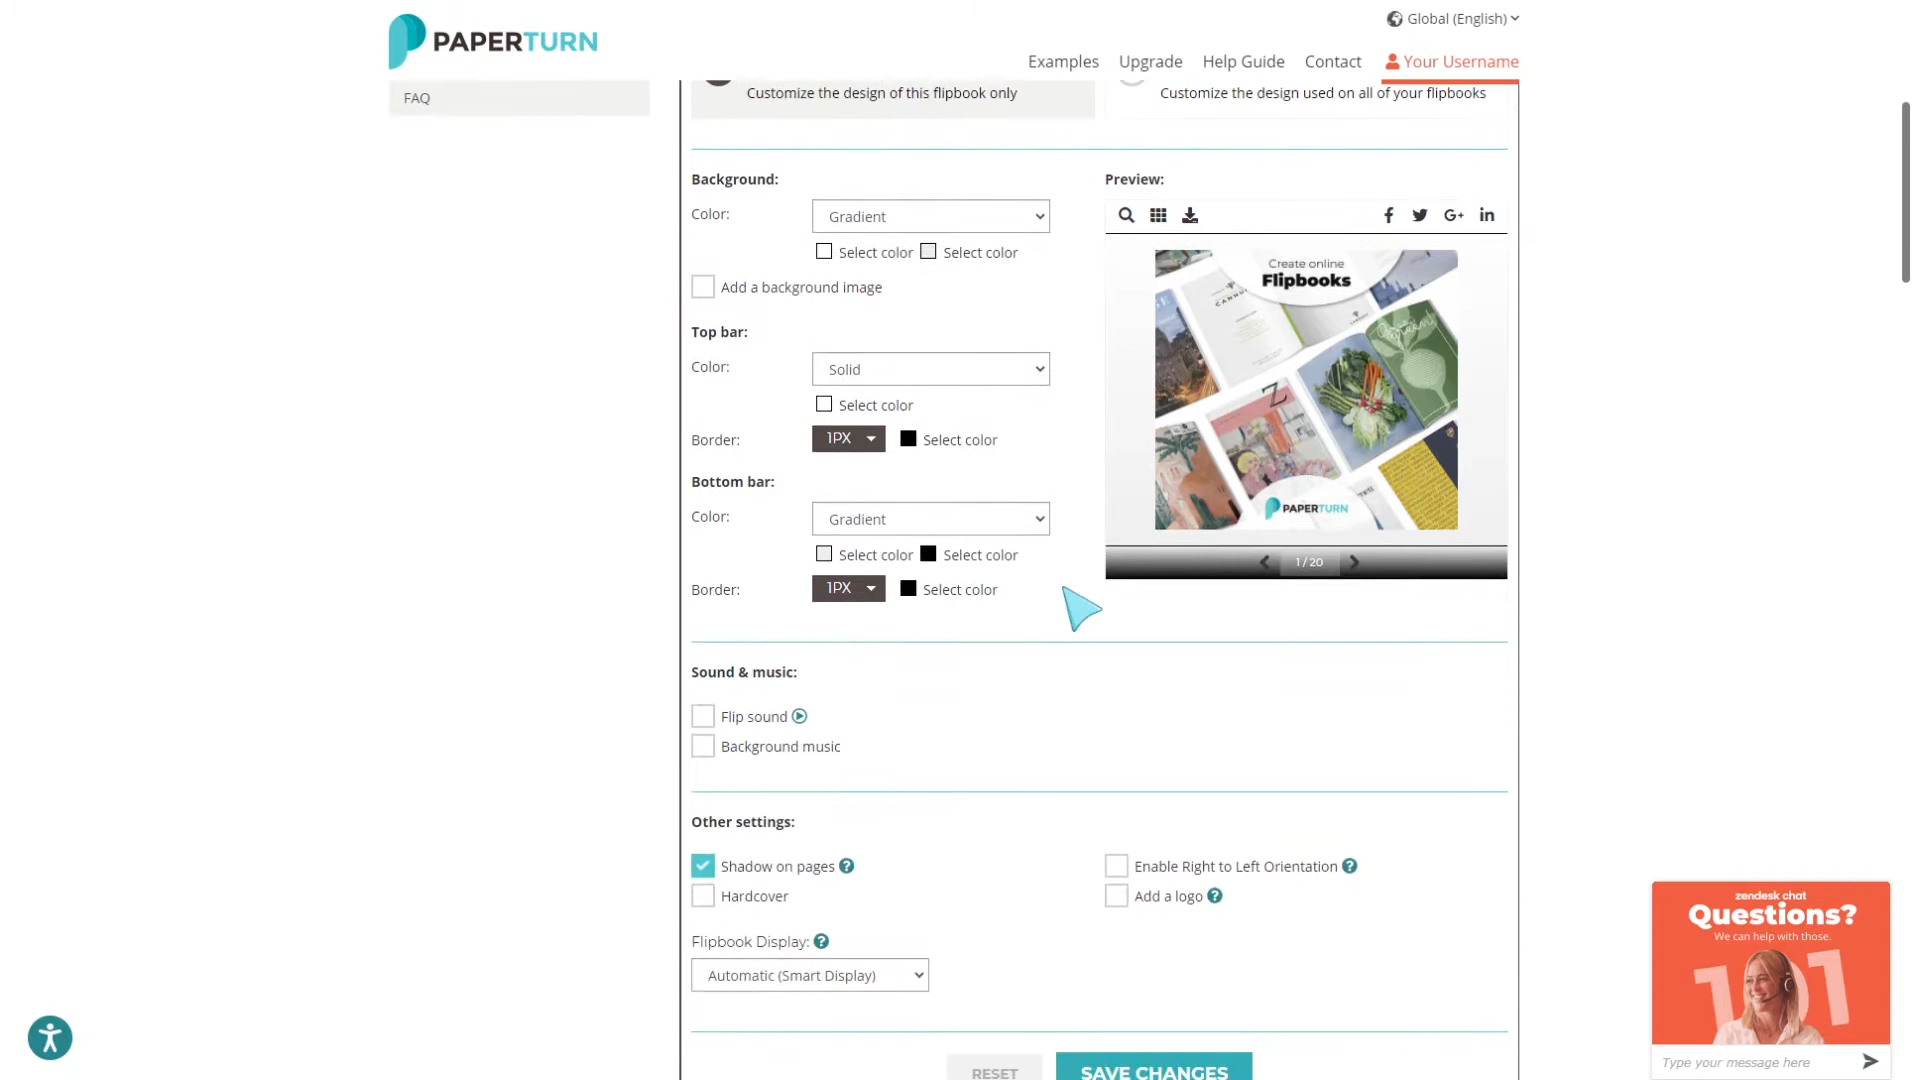 PAPERTURN
Global (English)
Examples Upgrade Help Guide Contact Your Username
FAQ
Customize the design of this flipbook only
Customize the design used on all of your flipbooks
Background:
Color: Gradient
Select color Select color
Add a background image
Top bar:
Color: Solid
Select color
Border: 1PX Select color
Bottom bar:
Color: Gradient
Select color Select color
Border: 1PX Select color
Preview:
G+ in
Create online
Flipbooks
Z
PAPERTURN
1 / 20
Sound & music:
Flip sound
Background music
Other settings:
Shadow on pages ?
Hardcover
Enable Right to Left Orientation ?
Add a logo ?
Flipbook Display: ?
Automatic (Smart Display)
RESET SAVE CHANGES
zendesk chat
Questions?
We can help with those.
101
Type your message here